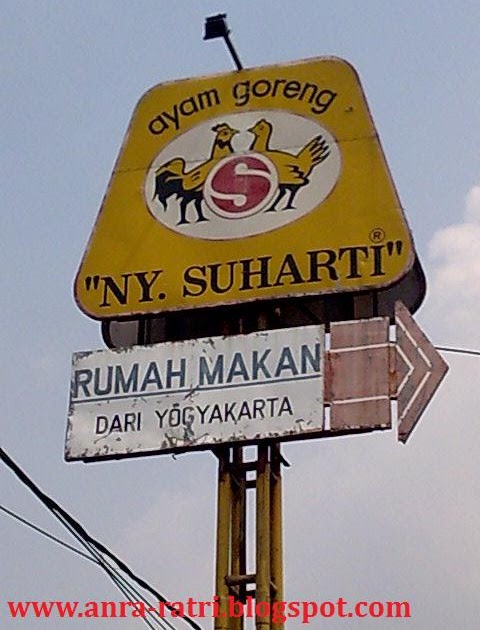 ayam goreng
S
"NY. SUHARTI"®
RUMAH MAKAN
DARI YOGYAKARTA
www.anra-ratri.blogspot.com